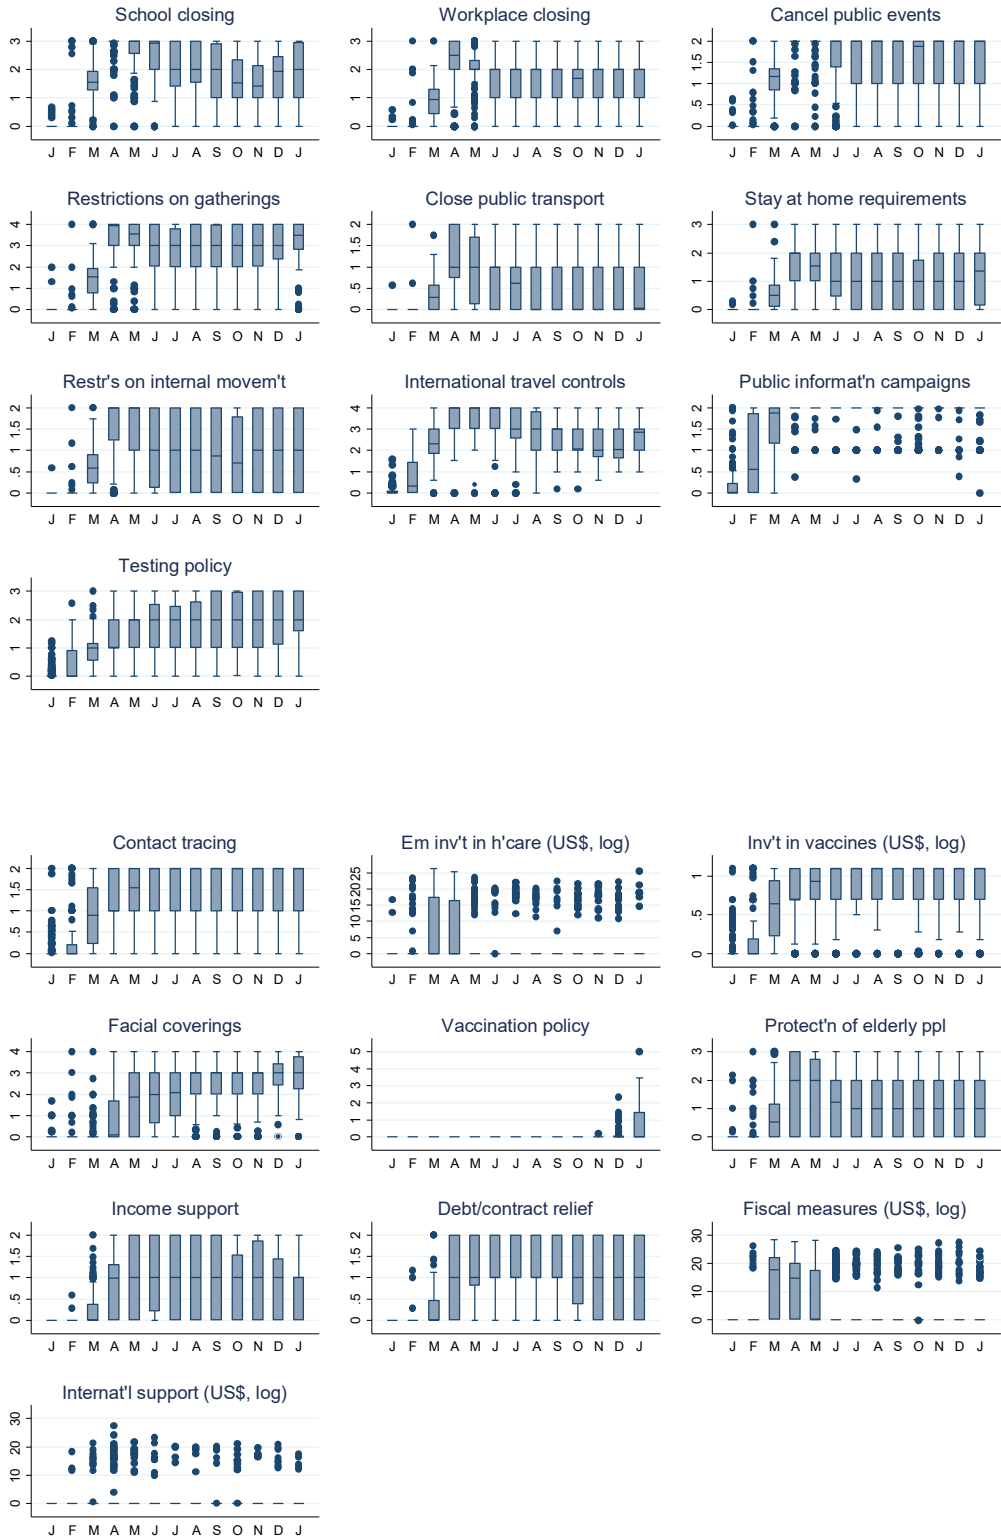 School closing
Workplace closing
Cancel public events
0 1 2 3
0 1 2 3
0 .5 1 1.5 2
J F M A M J J A S O N D J
J F M A M J J A S O N D J
J F M A M J J A S O N D J
Restrictions on gatherings
Close public transport
Stay at home requirements
0 1 2 3 4
0 .5 1 1.5 2
0 1 2 3
J F M A M J J A S O N D J
J F M A M J J A S O N D J
J F M A M J J A S O N D J
Restr's on internal movem't
International travel controls
Public informat'n campaigns
0 .5 1 1.5 2
0 1 2 3 4
0 .5 1 1.5 2
J F M A M J J A S O N D J
J F M A M J J A S O N D J
J F M A M J J A S O N D J
Testing policy
0 1 2 3
J F M A M J J A S O N D J
Contact tracing
Em inv't in h'care (US$, log)
Inv't in vaccines (US$, log)
0 .5 1 1.5 2
0 5 10 15 20 25
0 .5 1
J F M A M J J A S O N D J
J F M A M J J A S O N D J
J F M A M J J A S O N D J
Facial coverings
Vaccination policy
Protect'n of elderly ppl
0 1 2 3 4
0 1 2 3 4 5
0 1 2 3
J F M A M J J A S O N D J
J F M A M J J A S O N D J
J F M A M J J A S O N D J
Income support
Debt/contract relief
Fiscal measures (US$, log)
0 .5 1 1.5 2
0 .5 1 1.5 2
0 10 20 30
J F M A M J J A S O N D J
J F M A M J J A S O N D J
J F M A M J J A S O N D J
Internat'l support (US$, log)
0 10 20 30
J F M A M J J A S O N D J